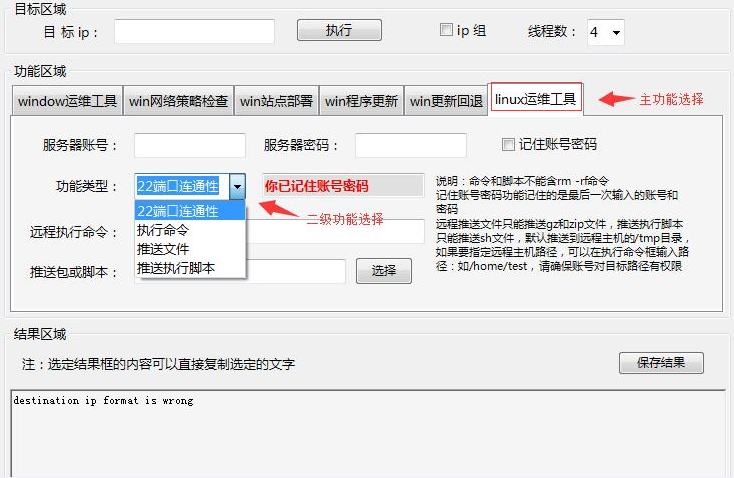 目标区域
目 标 ip： 执行 ip 组 线程数： 4
功能区域
window运维工具 win网络策略检查 win站点部署 win程序更新 win更新回退 linux运维工具 主功能选择
服务器账号： 服务器密码： 记住账号密码
功能类型： 22端口连通性 你已记住账号密码
22端口连通性
执行命令
推送文件
推送执行脚本
二级功能选择
远程执行命令：
推送包或脚本： 选择
说明：命令和脚本不能含rm -rf命令
记住账号密码功能记住的是最后一次输入的账号和
密码
远程推送文件只能推送gz和zip文件，推送执行脚本
只能推送sh文件，默认推送到远程主机的/tmp目录，
如果要指定远程主机路径，可以在执行命令框输入路
径：如/home/test，请确保账号对目标路径有权限
结果区域
注：选定结果框的内容可以直接复制选定的文字 保存结果
destination ip format is wrong